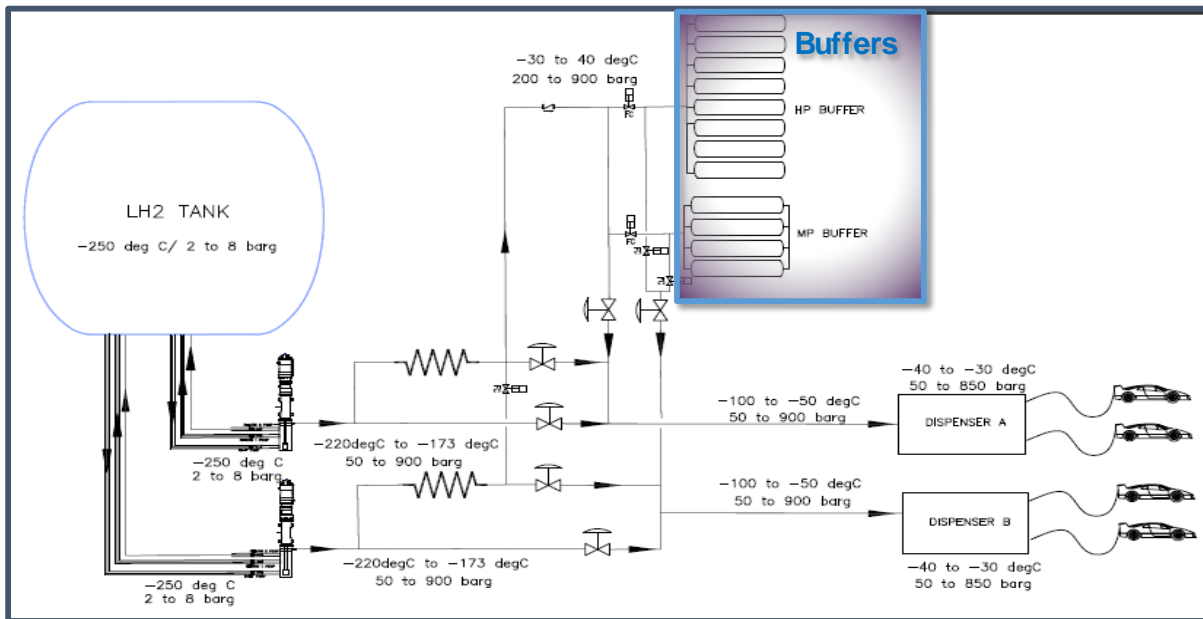 Buffers
-30 to 40 degC
200 to 900 barg
FC
HP BUFFER
LH2 TANK
-250 deg C/ 2 to 8 barg
FC
MP BUFFER
-40 to -30 degC
50 to 850 barg
-100 to -50 degC
50 to 900 barg
DISPENSER A
-220degC to -173 degC
50 to 900 barg
-250 deg C
2 to 8 barg
-100 to -50 degC
50 to 900 barg
DISPENSER B
-220degC to -173 degC
50 to 900 barg
-250 deg C
2 to 8 barg
-40 to -30 degC
50 to 850 barg